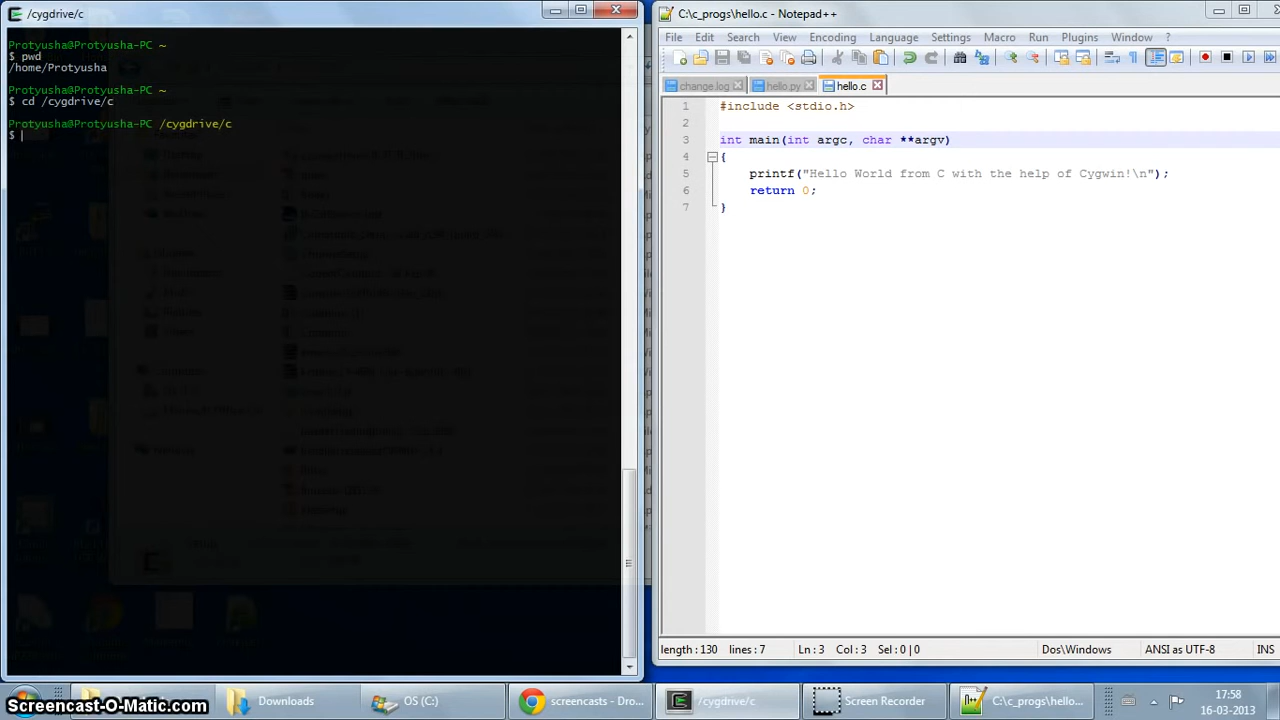 /cygdrive/c
Protyusha@Protyusha-PC ~
$ pwd
/home/Protyusha
Protyusha@Protyusha-PC ~
$ cd /cygdrive/c
Protyusha@Protyusha-PC /cygdrive/c
$
C:\c_progs\hello.c - Notepad++
File Edit Search View Encoding Language Settings Macro Run Plugins Window ?
change.log hello.py hello.c
1 #include <stdio.h>
2
3 int main(int argc, char **argv)
4 {
5 printf("Hello World from C with the help of Cygwin!\n");
6 return 0;
7 }
length : 130 lines : 7 Ln : 3 Col : 3 Sel : 0 | 0 Dos\Windows ANSI as UTF-8 INS
Screencast-O-Matic.com
Downloads
OS (C:)
screencasts - Dro...
/cygdrive/c
Screen Recorder
C:\c_progs\hello...
17:58
16-03-2013